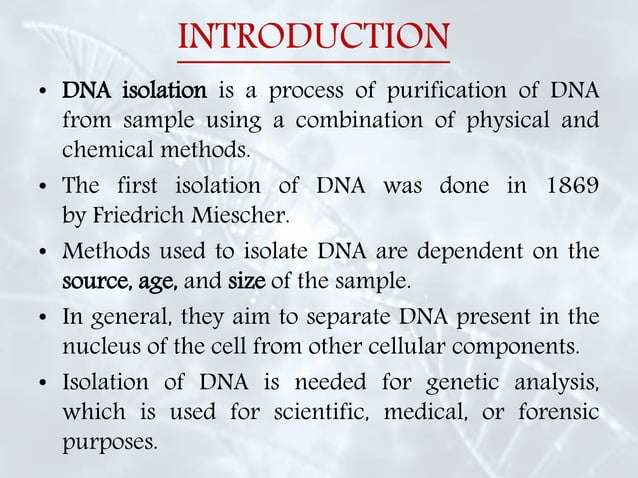 INTRODUCTION
• DNA isolation is a process of purification of DNA
from sample using a combination of physical and
chemical methods.
• The first isolation of DNA was done in 1869
by Friedrich Miescher.
• Methods used to isolate DNA are dependent on the
source, age, and size of the sample.
• In general, they aim to separate DNA present in the
nucleus of the cell from other cellular components.
• Isolation of DNA is needed for genetic analysis,
which is used for scientific, medical, or forensic
purposes.